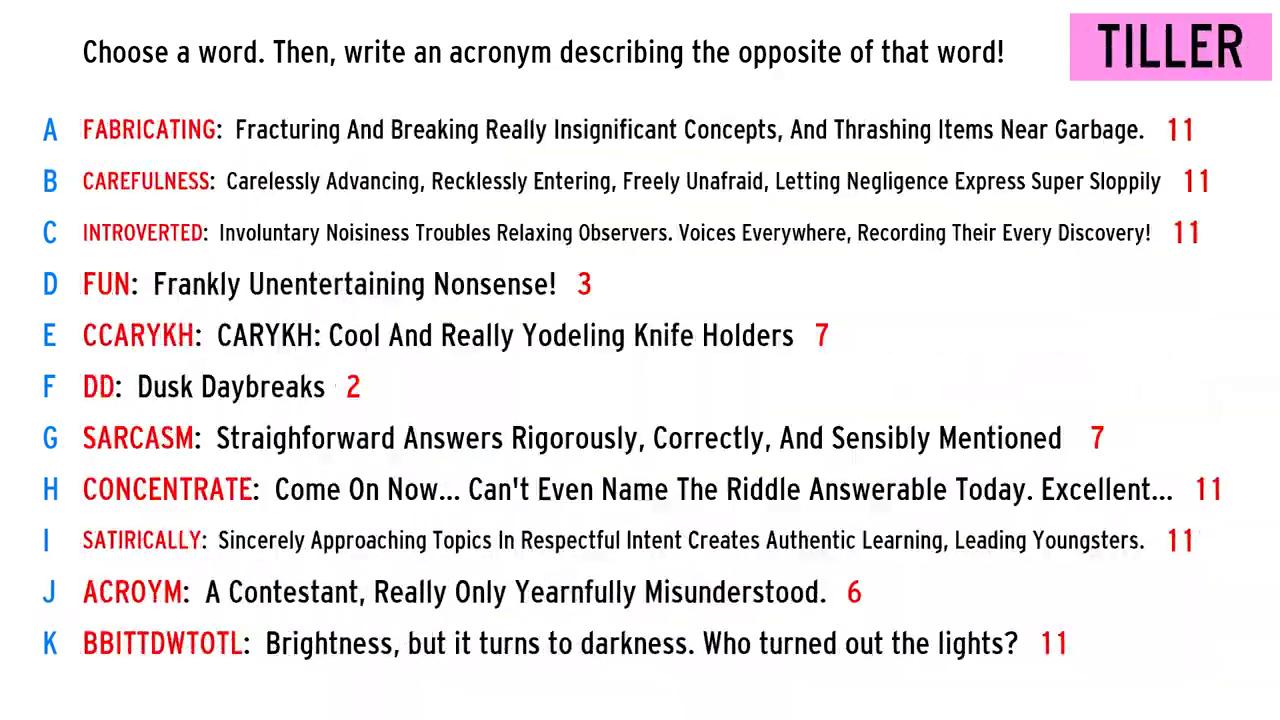 Choose a word. Then, write an acronym describing the opposite of that word!
TILLER
A FABRICATING: Fracturing And Breaking Really Insignificant Concepts, And Thrashing Items Near Garbage. 11
B CAREFULNESS: Carelessly Advancing, Recklessly Entering, Freely Unafraid, Letting Negligence Express Super Sloppily 11
C INTROVERTED: Involuntary Noisiness Troubles Relaxing Observers. Voices Everywhere, Recording Their Every Discovery! 11
D FUN: Frankly Unentertaining Nonsense! 3
E CCARYKH: CARYKH: Cool And Really Yodeling Knife Holders 7
F DD: Dusk Daybreaks 2
G SARCASM: Straighforward Answers Rigorously, Correctly, And Sensibly Mentioned 7
H CONCENTRATE: Come On Now... Can't Even Name The Riddle Answerable Today. Excellent... 11
I SATIRICALLY: Sincerely Approaching Topics In Respectful Intent Creates Authentic Learning, Leading Youngsters. 11
J ACROYM: A Contestant, Really Only Yearnfully Misunderstood. 6
K BBITTDWTOTL: Brightness, but it turns to darkness. Who turned out the lights? 11